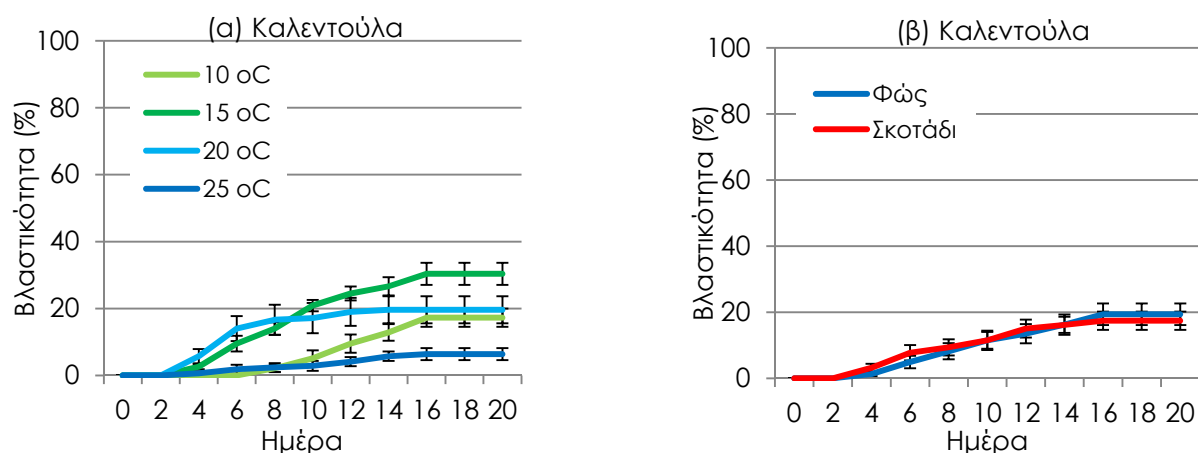 (α) Καλεντούλα
100
80
60
40
20
0
Βλαστικότητα (%)
10 oC
15 oC
20 oC
25 oC
0 2 4 6 8 10 12 14 16 18 20
Ημέρα
(β) Καλεντούλα
100
80
60
40
20
0
Βλαστικότητα (%)
Φώς
Σκοτάδι
0 2 4 6 8 10 12 14 16 18 20
Ημέρα